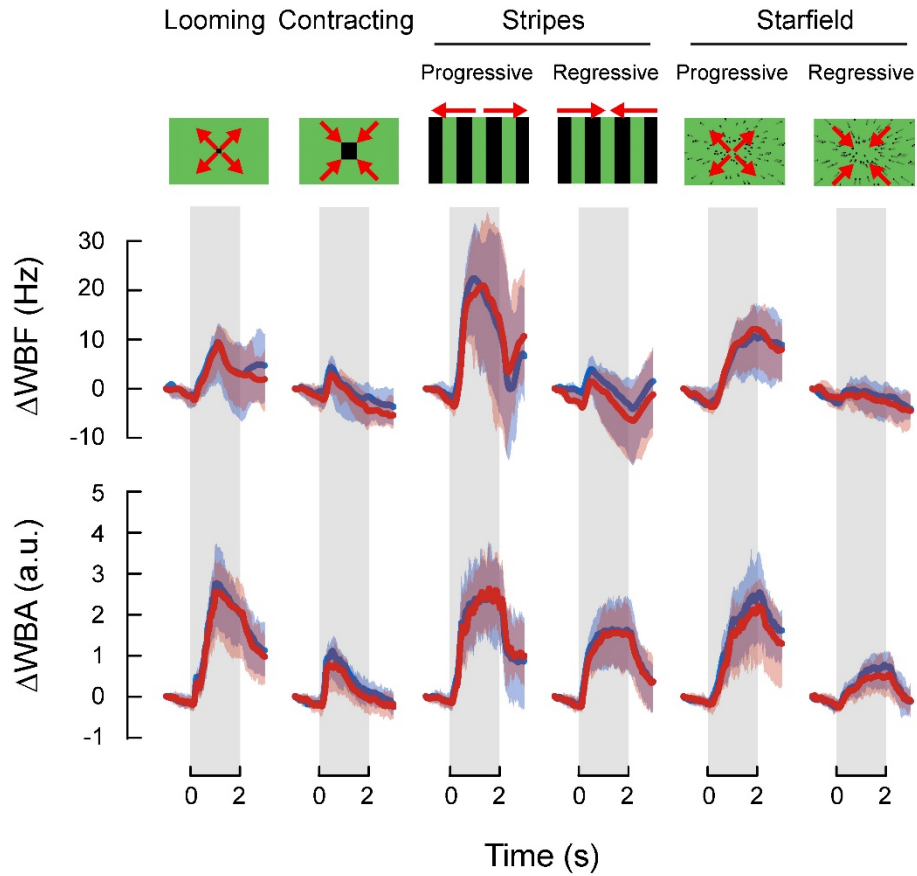 Looming Contracting Stripes Starfield
Progressive Regressive Progressive Regressive
ΔWBF (Hz)
30
20
10
0
-10
ΔWBA (a.u.)
5
4
3
2
1
0
-1
0 2 0 2 0 2 0 2 0 2 0 2
Time (s)